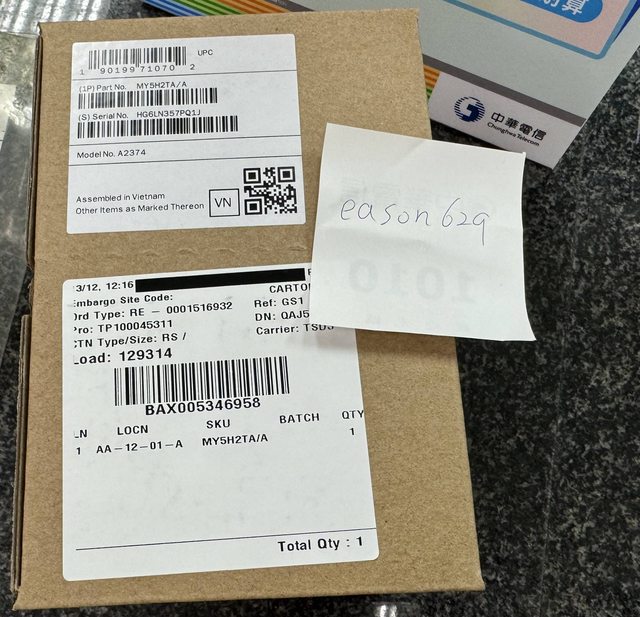 切算
中華電信
Chunghwa Telecom
UPC
1 90199 71070 2
(1P) Part No. MY5H2TA/A
(S) Serial No. HG6LN357PQ1J
Model No. A2374
Assembled in Vietnam
Other Items as Marked Thereon
VN
eason629
3/12, 12:16
CARTO
Embargo Site Code:
Ord Type: RE - 0001516932
Ref: GS1
Pro: TP100045311
DN: QAJ5
CTN Type/Size: RS /
Carrier: TSD
Load: 129314
BAX005346958
LN LOCN SKU BATCH QTY
1 AA-12-01-A MY5H2TA/A 1
Total Qty : 1